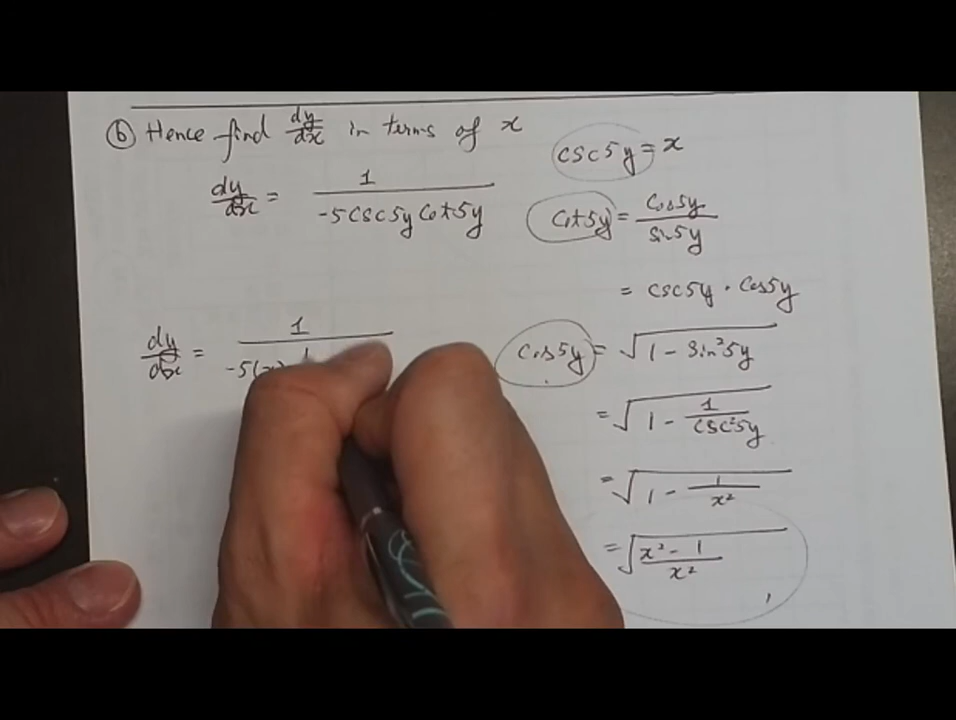 ⓑ Hence find dy/dx in terms of x
csc5y = x
dy/dx = 1/(-5csc5y cot5y)
Cot5y = Cos5y/Sin5y
= csc5y · Cos5y
Cos5y = √(1 - Sin²5y)
dy/dx = 1/(-5(x)
= √(1 - 1/csc²5y)
= √(1 - 1/x²)
= √((x² - 1)/x²)